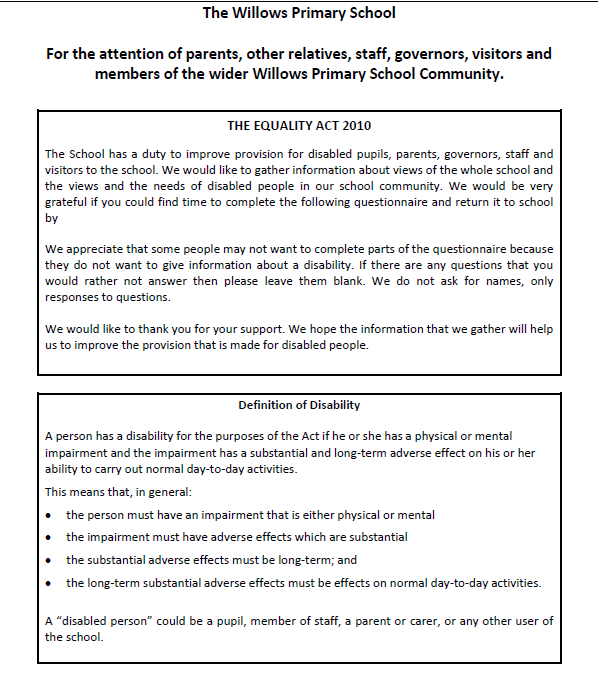 The Willows Primary School
For the attention of parents, other relatives, staff, governors, visitors and
members of the wider Willows Primary School Community.
THE EQUALITY ACT 2010
The School has a duty to improve provision for disabled pupils, parents, governors, staff and
visitors to the school. We would like to gather information about views of the whole school and
the views and the needs of disabled people in our school community. We would be very
grateful if you could find time to complete the following questionnaire and return it to school
by
We appreciate that some people may not want to complete parts of the questionnaire because
they do not want to give information about a disability. If there are any questions that you
would rather not answer then please leave them blank. We do not ask for names, only
responses to questions.
We would like to thank you for your support. We hope the information that we gather will help
us to improve the provision that is made for disabled people.
Definition of Disability
A person has a disability for the purposes of the Act if he or she has a physical or mental
impairment and the impairment has a substantial and long-term adverse effect on his or her
ability to carry out normal day-to-day activities.
This means that, in general:
• the person must have an impairment that is either physical or mental
• the impairment must have adverse effects which are substantial
• the substantial adverse effects must be long-term; and
• the long-term substantial adverse effects must be effects on normal day-to-day activities.
A “disabled person” could be a pupil, member of staff, a parent or carer, or any other user of
the school.